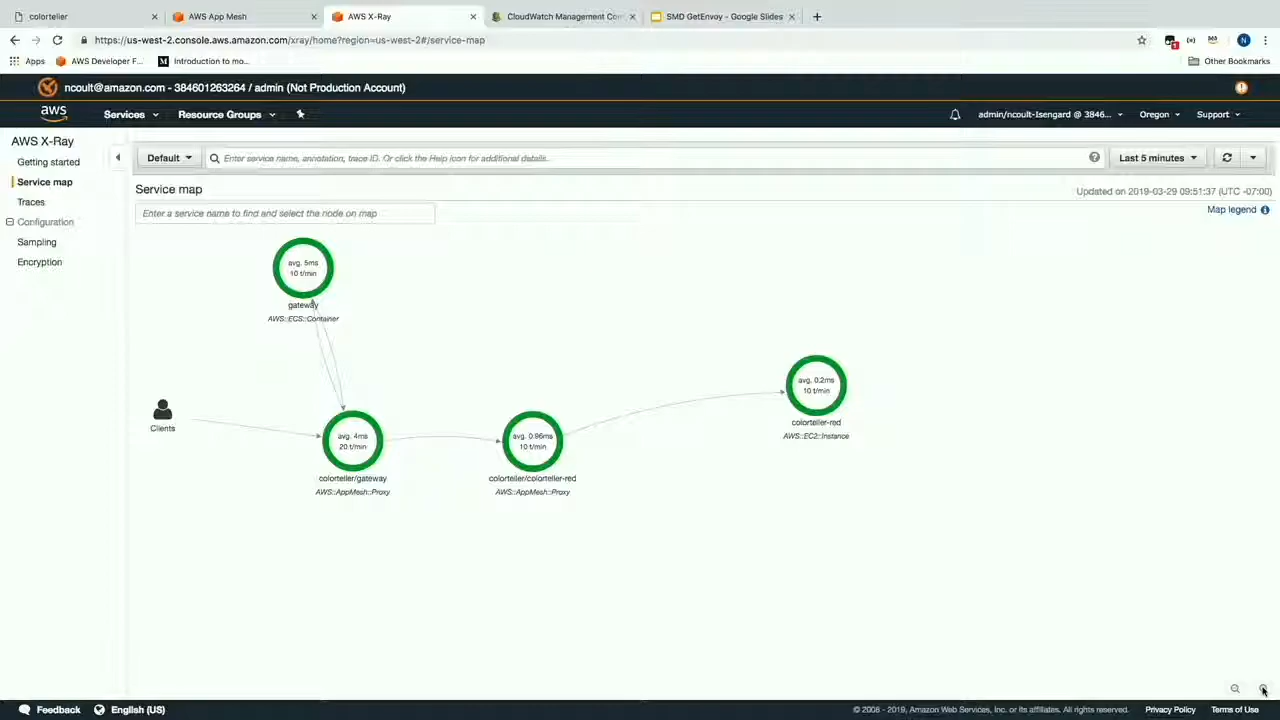 colorteller
AWS App Mesh
AWS X-Ray
CloudWatch Management Con
SMD GetEnvoy - Google Slides
https://us-west-2.console.aws.amazon.com/xray/home?region=us-west-2#/service-map
Apps
AWS Developer F...
Introduction to mo...
Other Bookmarks
ncoult@amazon.com - 384601263264 / admin (Not Production Account)
aws
Services
Resource Groups
admin/ncoult-Isengard @ 3846...
Oregon
Support
AWS X-Ray
Getting started
Service map
Traces
Configuration
Sampling
Encryption
Default
Enter service name, annotation, trace ID. Or click the Help icon for additional details.
Last 5 minutes
Service map
Updated on 2019-03-29 09:51:37 (UTC -07:00)
Enter a service name to find and select the node on map
Map legend
avg. 5ms
10 t/min
gateway
AWS::ECS::Container
Clients
avg. 4ms
20 t/min
colorteller/gateway
AWS::AppMesh::Proxy
avg. 0.96ms
10 t/min
colorteller/colorteller-red
AWS::AppMesh::Proxy
avg. 0.2ms
10 t/min
colorteller-red
AWS::EC2::Instance
Feedback
English (US)
© 2008 - 2019, Amazon Web Services, Inc. or its affiliates. All rights reserved.
Privacy Policy
Terms of Use